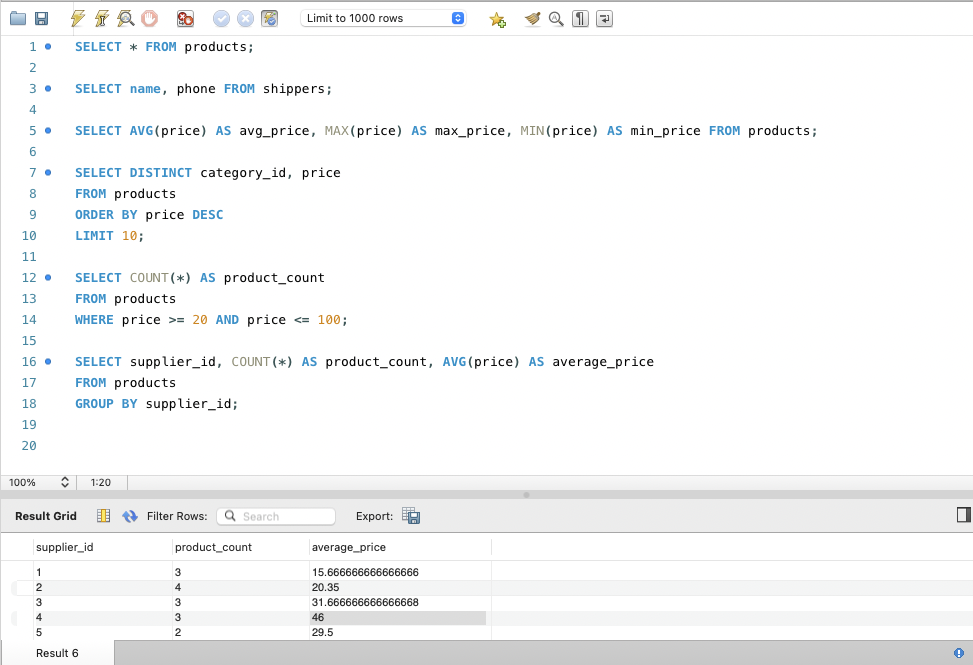 Limit to 1000 rows
1 SELECT * FROM products;
2
3 SELECT name, phone FROM shippers;
4
5 SELECT AVG(price) AS avg_price, MAX(price) AS max_price, MIN(price) AS min_price FROM products;
6
7 SELECT DISTINCT category_id, price
8 FROM products
9 ORDER BY price DESC
10 LIMIT 10;
11
12 SELECT COUNT(*) AS product_count
13 FROM products
14 WHERE price >= 20 AND price <= 100;
15
16 SELECT supplier_id, COUNT(*) AS product_count, AVG(price) AS average_price
17 FROM products
18 GROUP BY supplier_id;
19
20
100% 1:20
Result Grid Filter Rows: Search Export:
supplier_id product_count average_price
1 3 15.666666666666666
2 4 20.35
3 3 31.666666666666668
4 3 46
5 2 29.5
Result 6